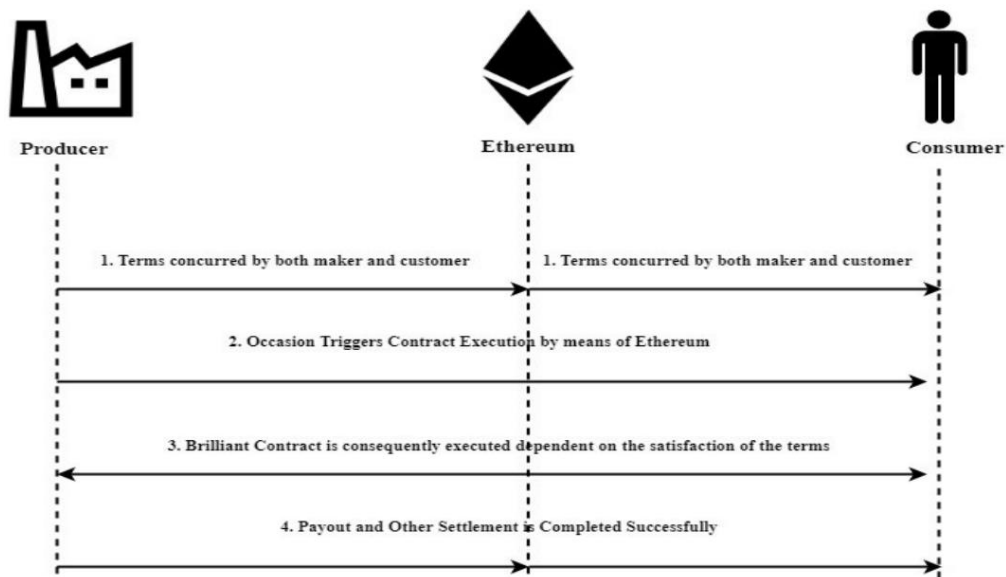 Producer
Ethereum
Consumer
1. Terms concurred by both maker and customer
1. Terms concurred by both maker and customer
2. Occasion Triggers Contract Execution by means of Ethereum
3. Brilliant Contract is consequently executed dependent on the satisfaction of the terms
4. Payout and Other Settlement is Completed Successfully